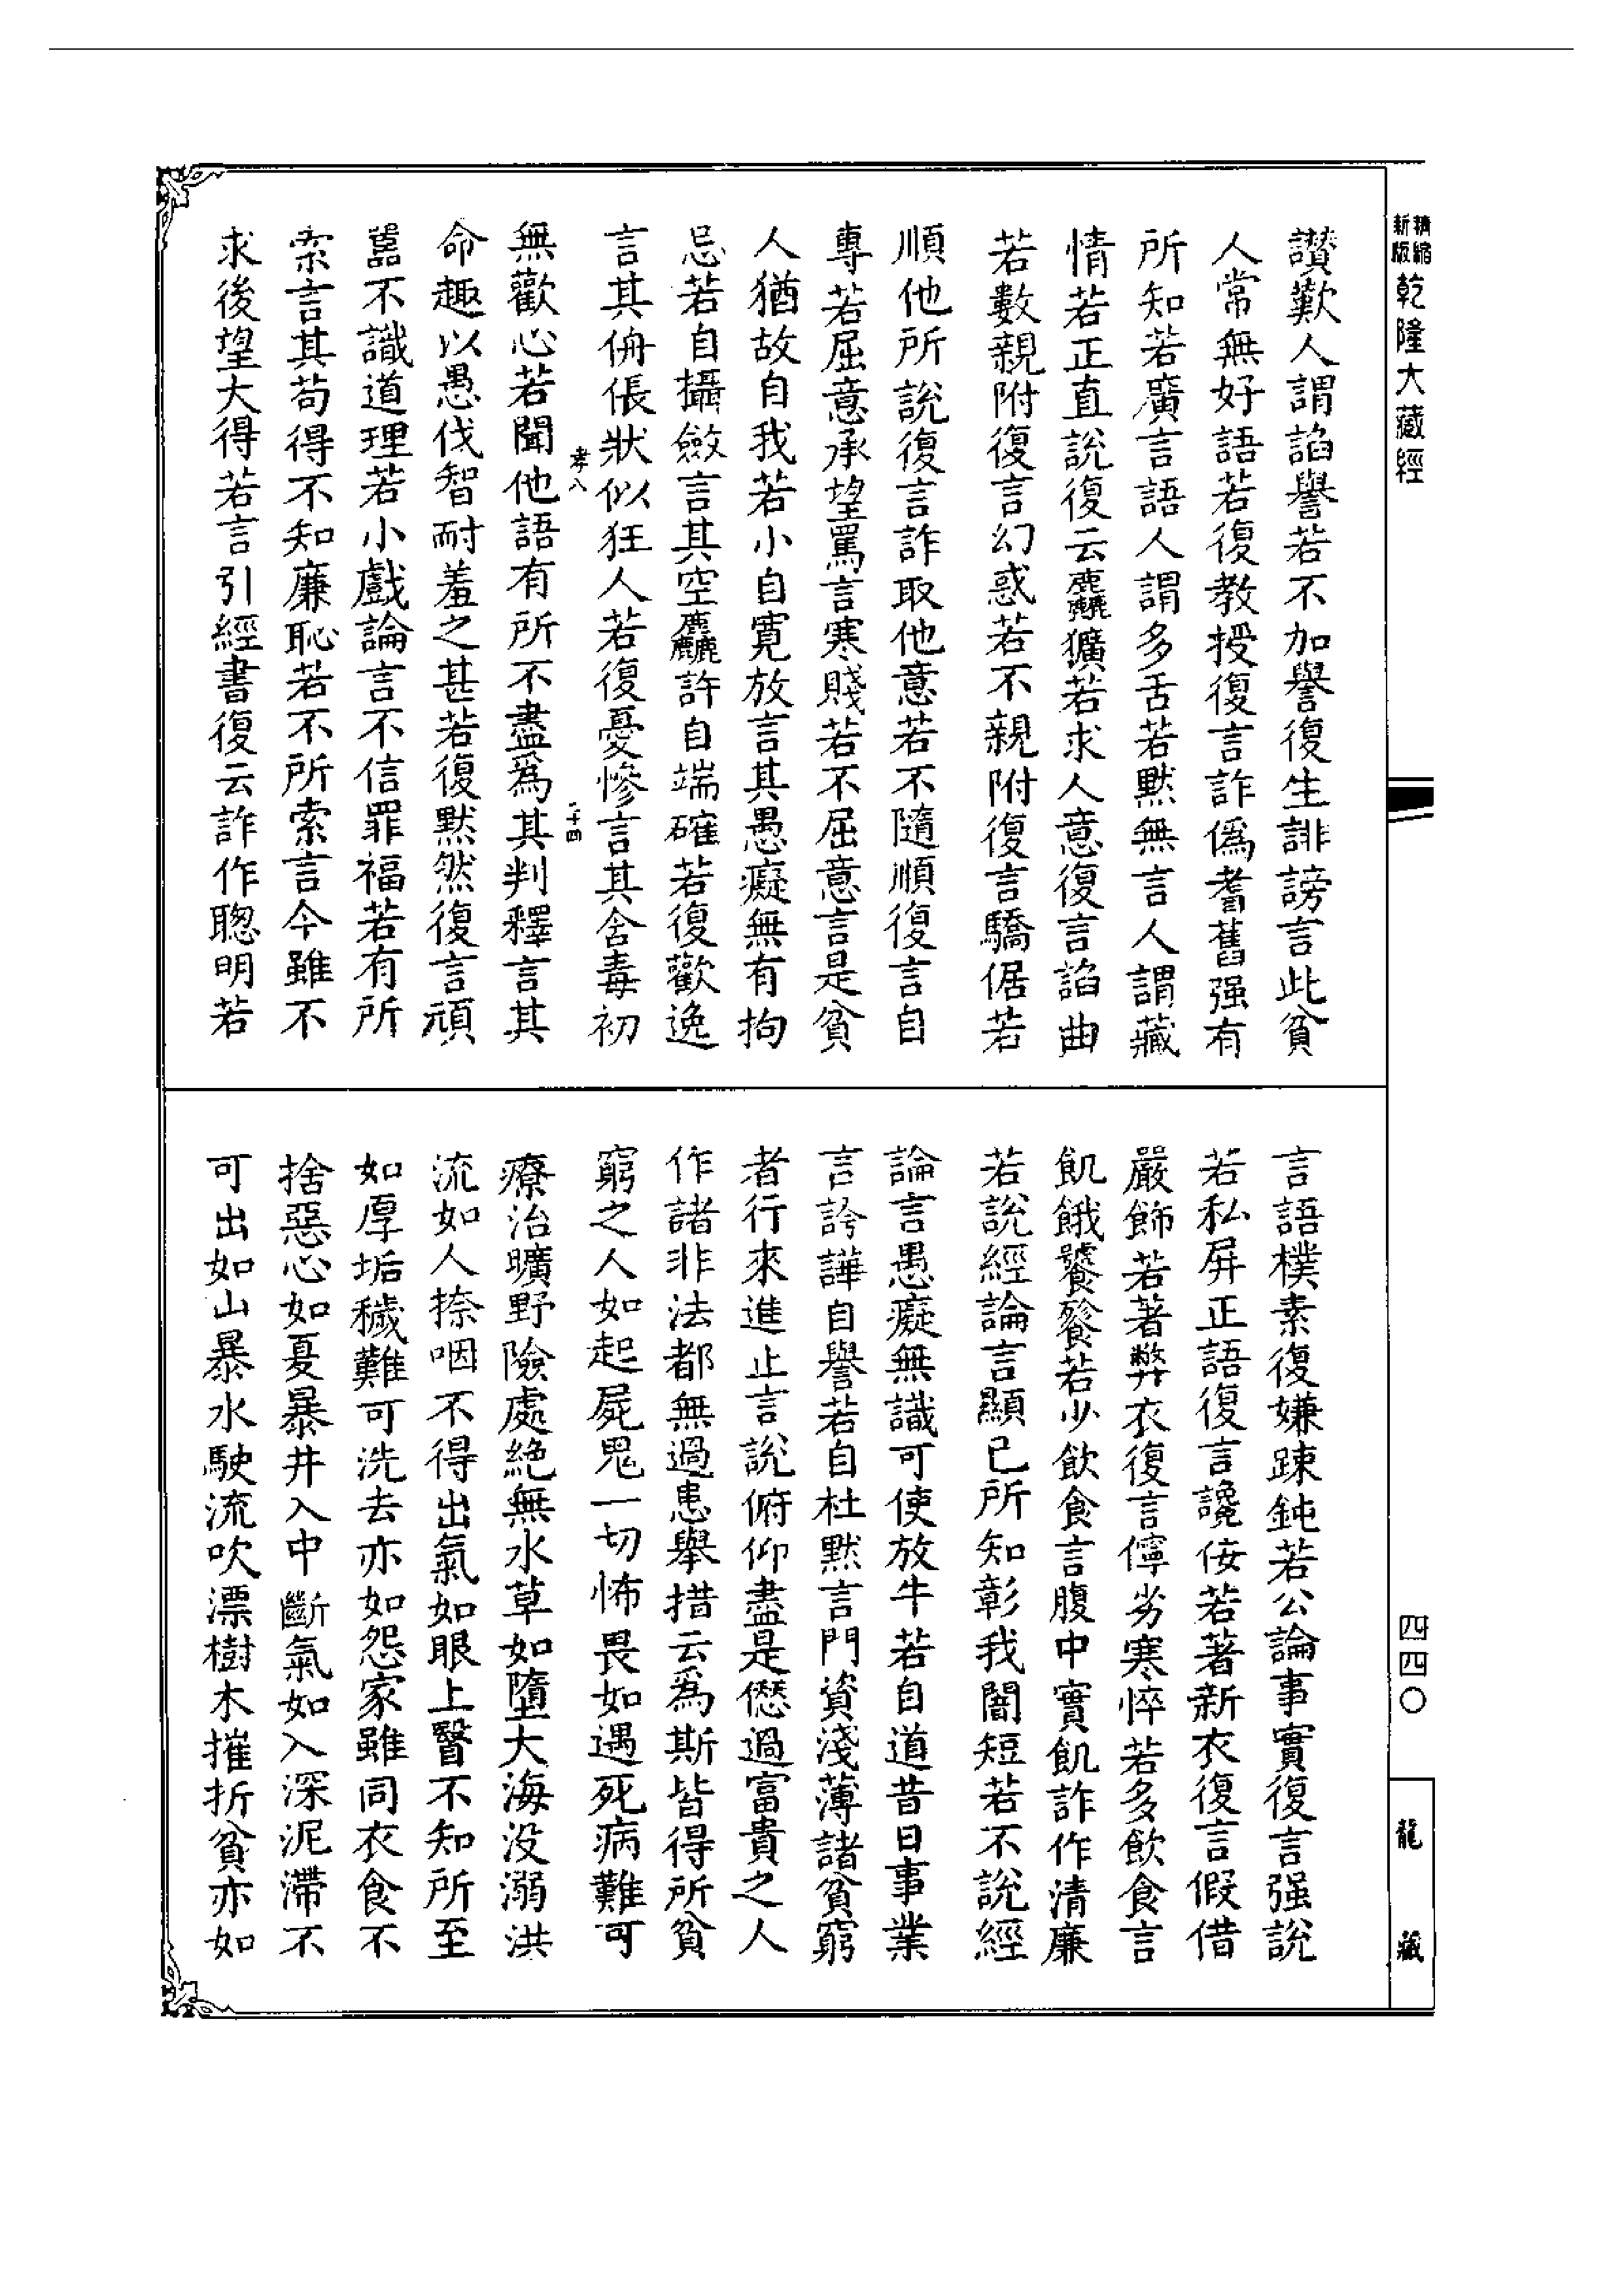 精縮新版乾隆大藏經
四四〇
龍藏
讃歎人謂諂譽若不加譽復生誹謗言此貧
人常無好語若復教授復言詐僞耆舊强有
所知若廣言語人謂多舌若默無言人謂藏
情若正直說復云麤獷若求人意復言諂曲
若數親附復言幻惑若不親附復言驕倨若
順他所說復言詐取他意若不隨順復言自
專若屈意承望罵言寒賤若不屈意言是貧
人猶故自我若小自寬放言其愚癡無有拘
忌若自攝斂言其空麤許自端確若復歡逸
言其侜張狀似狂人若復憂慘言其含毒初
孝八
二十四
無歡心若聞他語有所不盡爲其判釋言其
命趣以愚伐智耐羞之甚若復默然復言頑
嚚不識道理若小戲論言不信罪福若有所
索言其苟得不知廉恥若不所索言今雖不
求後望大得若言引經書復云詐作聰明若
言語樸素復嫌踈鈍若公論事實復言强說
若私屏正語復言讒佞若著新衣復言假借
嚴飾若著弊衣復言儜劣寒悴若多飲食言
飢餓饕餮若少飲食言腹中實飢詐作清廉
若說經論言顯已所知彰我闇短若不說經
論言愚癡無識可使放牛若自道昔日事業
言誇譁自譽若自杜默言門資淺薄諸貧窮
者行來進止言說俯仰盡是愆過富貴之人
作諸非法都無過患舉措云爲斯皆得所貧
窮之人如起屍鬼一切怖畏如遇死病難可
療治曠野險處絶無水草如墮大海没溺洪
流如人捺咽不得出氣如眼上瞖不知所至
如厚垢穢難可洗去亦如怨家雖同衣食不
捨惡心如夏暴井入中斷氣如入深泥滯不
可出如山暴水駛流吹漂樹木摧折貧亦如